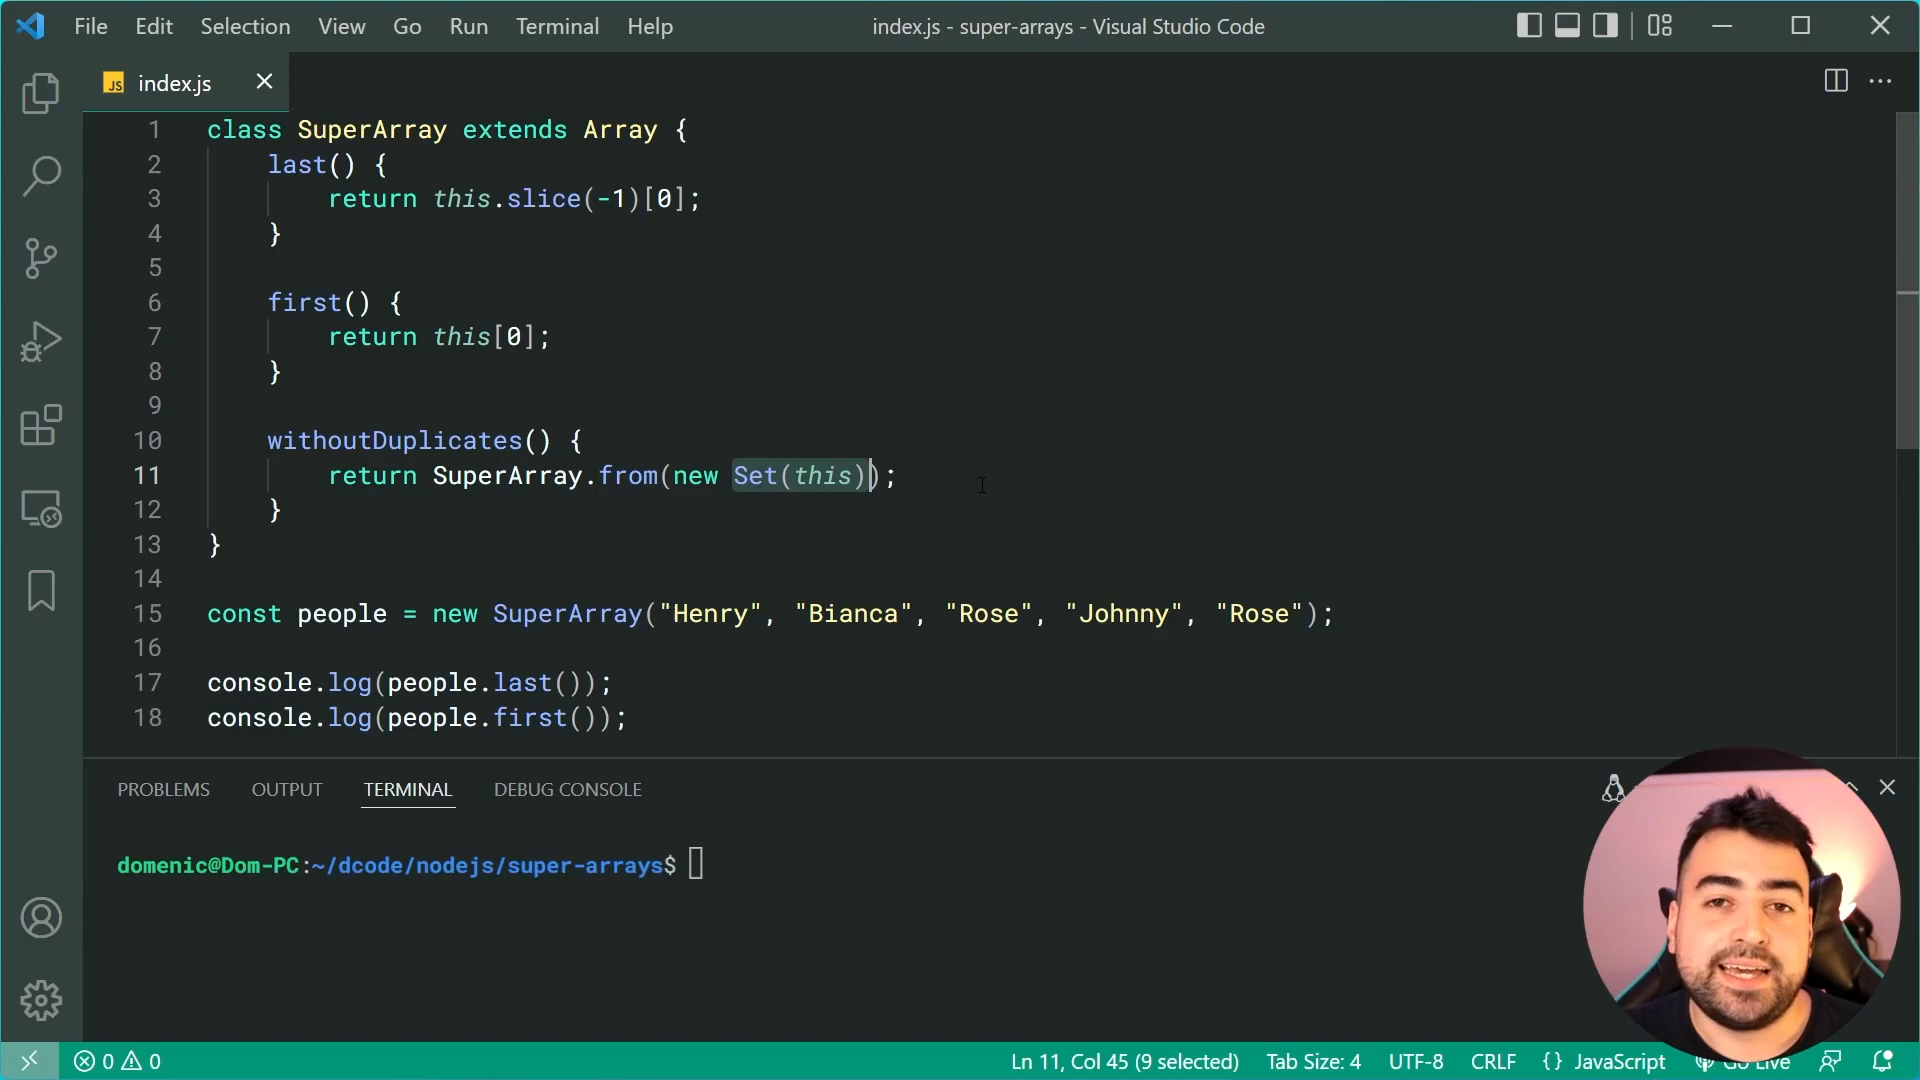 File Edit Selection View Go Run Terminal Help index.js - super-arrays - Visual Studio Code
JS index.js
1 class SuperArray extends Array {
2 last() {
3 return this.slice(-1)[0];
4 }
5
6 first() {
7 return this[0];
8 }
9
10 withoutDuplicates() {
11 return SuperArray.from(new Set(this));
12 }
13 }
14
15 const people = new SuperArray("Henry", "Bianca", "Rose", "Johnny", "Rose");
16
17 console.log(people.last());
18 console.log(people.first());
PROBLEMS OUTPUT TERMINAL DEBUG CONSOLE
domenic@Dom-PC:~/dcode/nodejs/super-arrays$
0 0 Ln 11, Col 45 (9 selected) Tab Size: 4 UTF-8 CRLF {} JavaScript Go Live